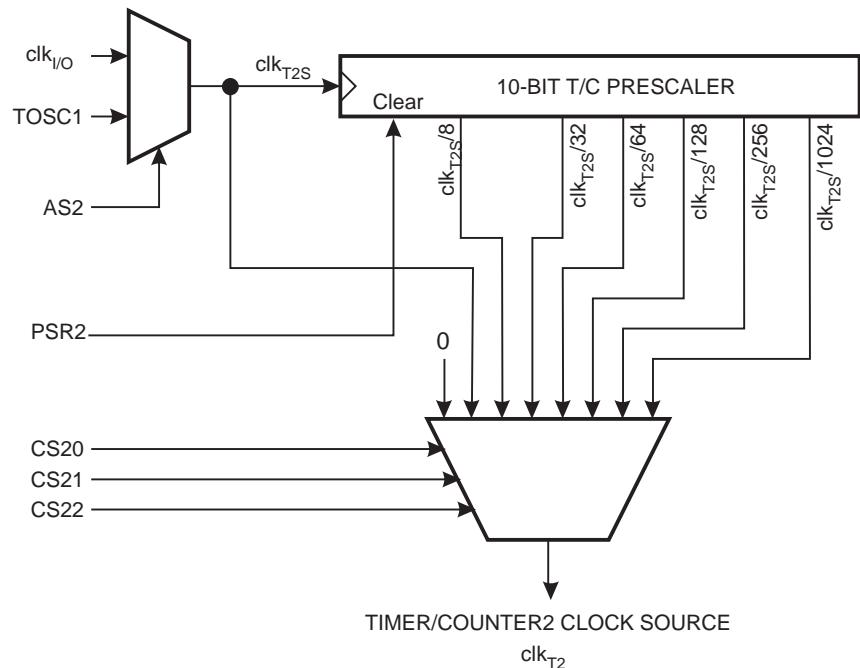 clkI/O
clkT2S
10-BIT T/C PRESCALER
TOSC1
Clear
clkT2S/8
clkT2S/32
clkT2S/64
clkT2S/128
clkT2S/256
clkT2S/1024
AS2
PSR2
0
CS20
CS21
CS22
TIMER/COUNTER2 CLOCK SOURCE
clkT2